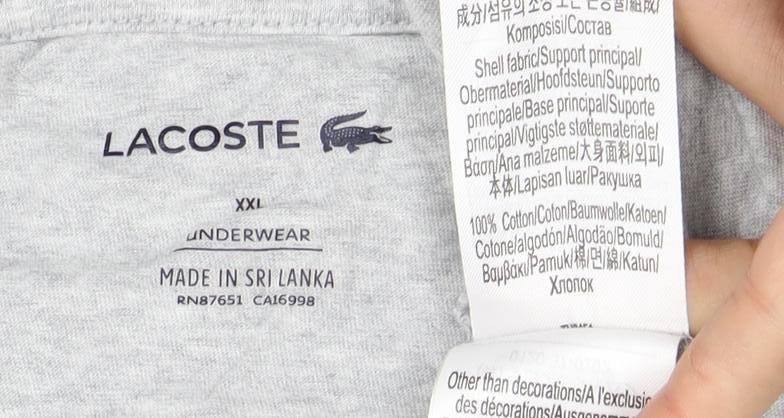 LACOSTE
XXL
UNDERWEAR
MADE IN SRI LANKA
RN87651 CA16998
Komposisi/Состав
Shell fabric/Support principal/
Obermaterial/Hoofdsteun/Supporto
principale/Base principal/Suporte
principal/Vigtigste støttemateriale/
Βάση/Ana malzeme/大身面料/외피/
本体/Lapisan luar/Ракушка
100% Cotton/Coton/Baumwolle/Katoen/
Cotone/algodón/Algodão/Bomuld/
Βαμβάκι/Pamuk/棉/면/綿/Katun/
Хлопок
Other than decorations/A l'exclusio
des décorations/